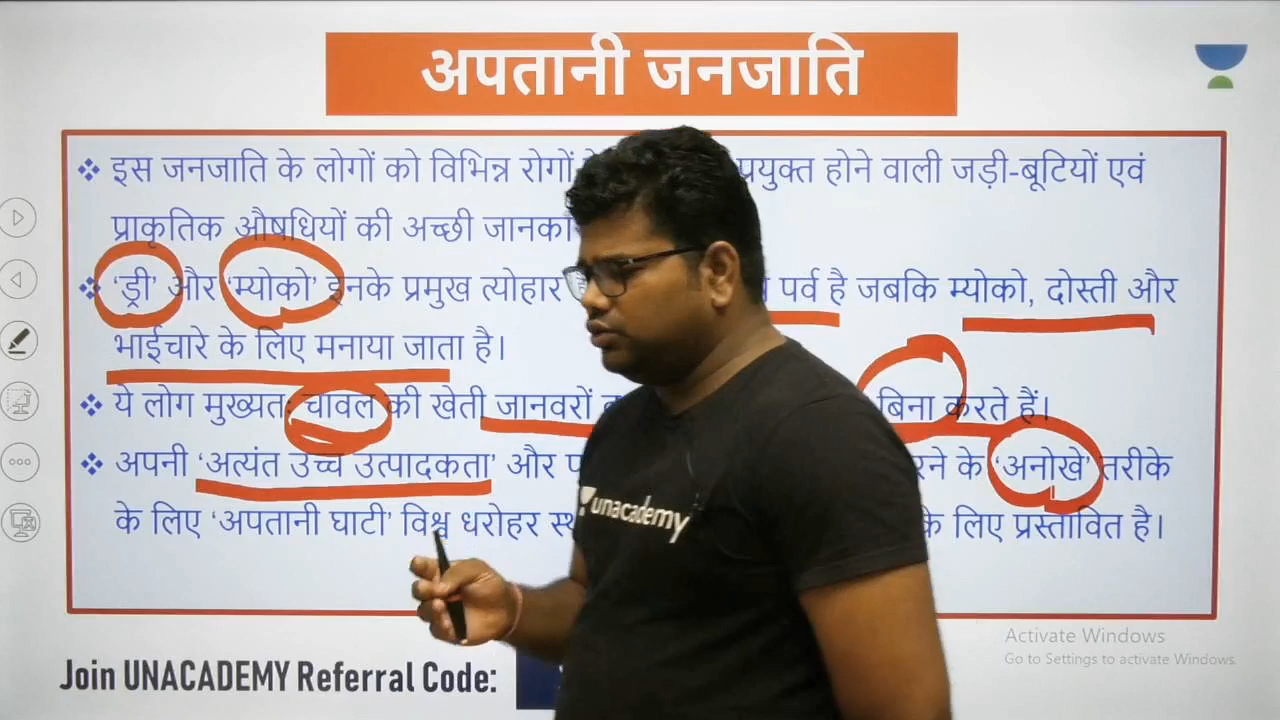 अपतानी जनजाति
इस जनजाति के लोगों को विभिन्न रोगों प्रयुक्त होने वाली जड़ी-बूटियों एवं
प्राकृतिक औषधियों की अच्छी
'ड्री' और 'म्योको' इनके प्रमुख त्योहार पर्व है जबकि म्योको, दोस्ती और
भाईचारे के लिए मनाया जाता है।
ये लोग मुख्यतः चावल की खेती जानवरों बिना करते हैं।
अपनी 'अत्यंत उच्च उत्पादकता' और के 'अनोखे' तरीके
के लिए 'अपतानी घाटी' विश्व धरोहर लिए प्रस्तावित है।
unacademy
Activate Windows
Go to Settings to activate Windows.
Join UNACADEMY Referral Code: